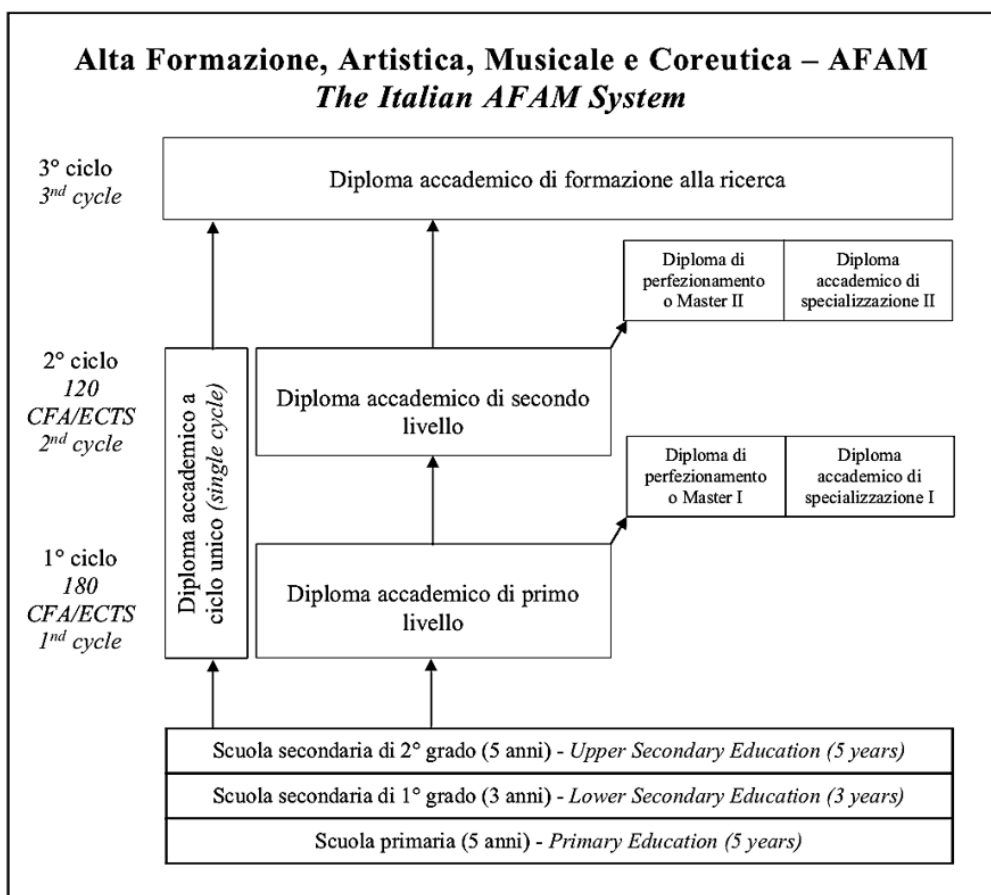 Alta Formazione, Artistica, Musicale e Coreutica – AFAM
The Italian AFAM System
3° ciclo
3nd cycle
Diploma accademico di formazione alla ricerca
Diploma di
perfezionamento
o Master II
Diploma
accademico di
specializzazione II
2° ciclo
120
CFA/ECTS
2nd cycle
Diploma accademico a
ciclo unico (single cycle)
Diploma accademico di secondo
livello
Diploma di
perfezionamento
o Master I
Diploma
accademico di
specializzazione I
1° ciclo
180
CFA/ECTS
1nd cycle
Diploma accademico di primo
livello
Scuola secondaria di 2° grado (5 anni) - Upper Secondary Education (5 years)
Scuola secondaria di 1° grado (3 anni) - Lower Secondary Education (3 years)
Scuola primaria (5 anni) - Primary Education (5 years)